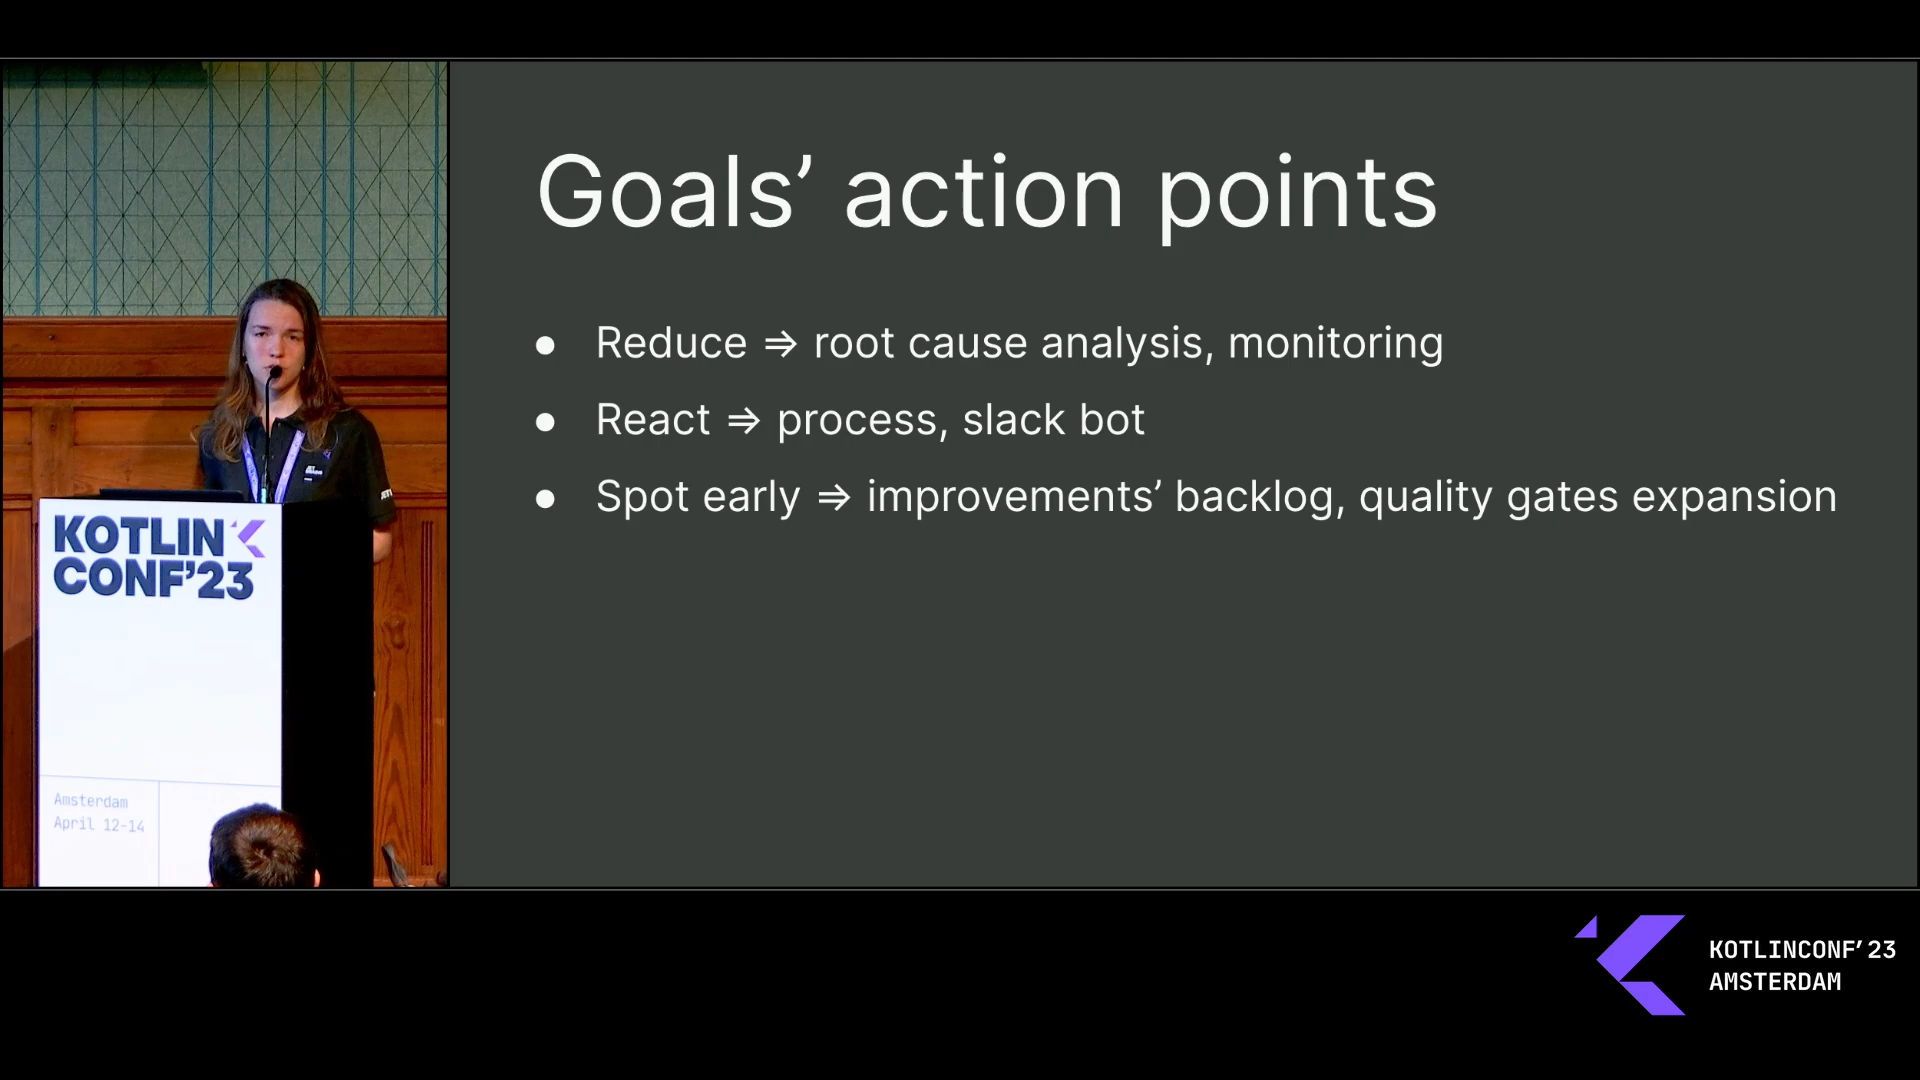 Goals’ action points
● Reduce ⇒ root cause analysis, monitoring
● React ⇒ process, slack bot
● Spot early ⇒ improvements’ backlog, quality gates expansion
KOTLIN
CONF’23
Amsterdam
April 12-14
KOTLINCONF’23
AMSTERDAM